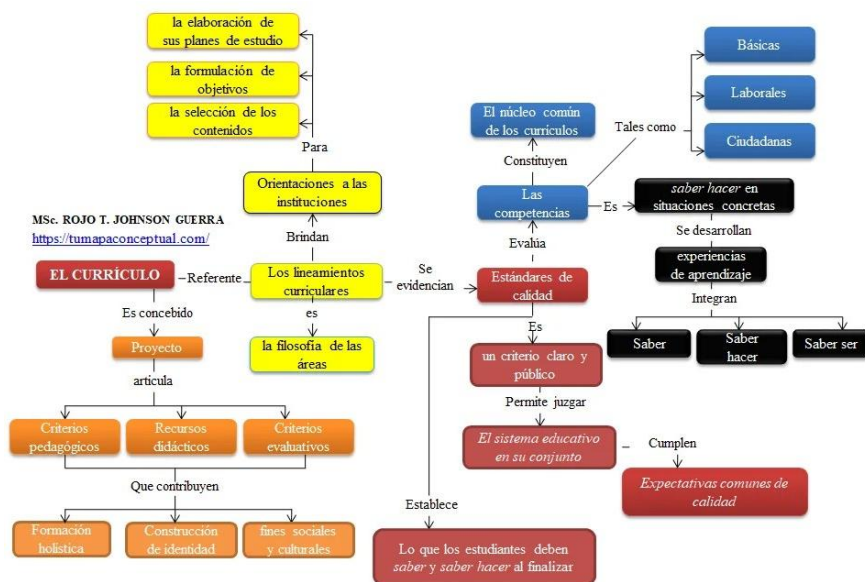 la elaboración de
sus planes de estudio
la formulación de
objetivos
la selección de los
contenidos
Para
Orientaciones a las
instituciones
Brindan
MSc. ROJO T. JOHNSON GUERRA
https://tumapaconceptual.com/
EL CURRÍCULO
Referente
Los lineamientos
curriculares
Se
evidencian
es
la filosofía de las
áreas
Es concebido
Proyecto
articula
Criterios
pedagógicos
Recursos
didácticos
Criterios
evaluativos
Que contribuyen
Formación
holística
Construcción
de identidad
fines sociales
y culturales
El núcleo común
de los currículos
Constituyen
Las
competencias
Evalúa
Estándares de
calidad
Tales como
Básicas
Laborales
Ciudadanas
Es
saber hacer en
situaciones concretas
Se desarrollan
experiencias
de aprendizaje
Integran
Saber
Saber
hacer
Saber ser
Es
un criterio claro y
público
Permite juzgar
El sistema educativo
en su conjunto
Cumplen
Expectativas comunes de
calidad
Establece
Lo que los estudiantes deben
saber y saber hacer al finalizar